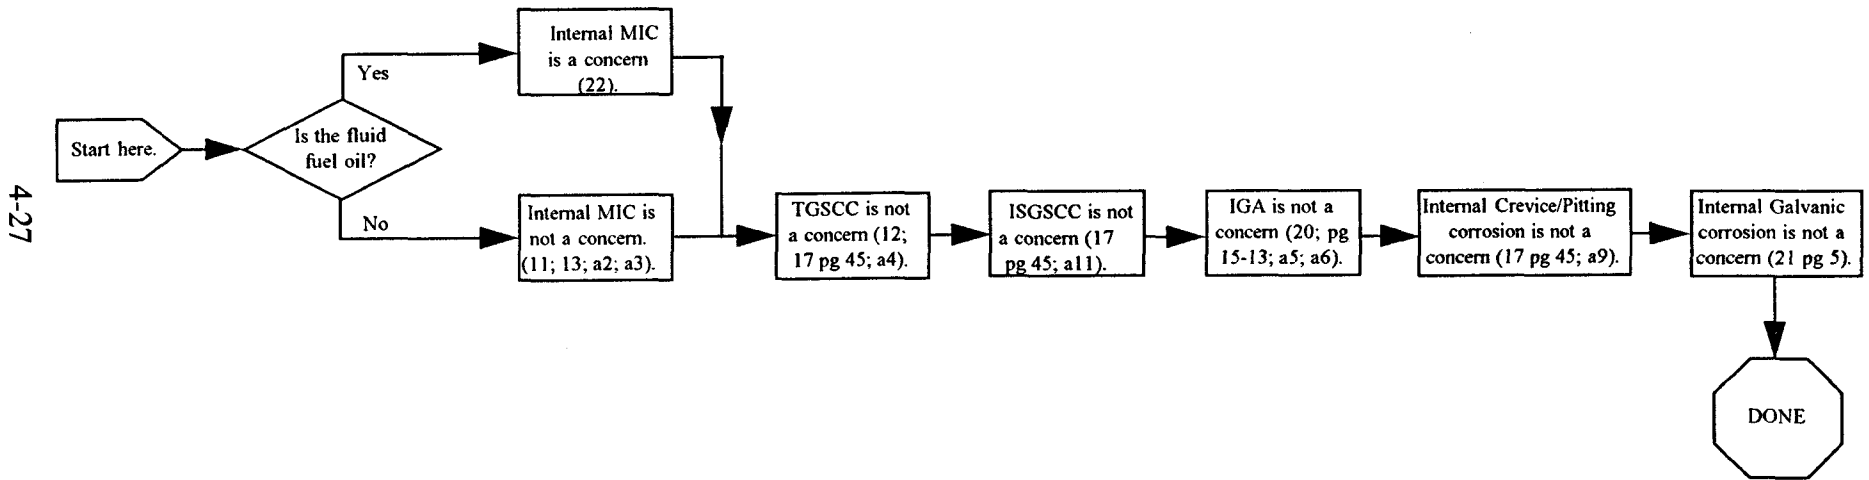 Start here.
Is the fluid
fuel oil?
Yes
Internal MIC
is a concern
(22).
No
Internal MIC is
not a concern.
(11; 13; a2; a3).
TGSCC is not
a concern (12;
17 pg 45; a4).
ISGSCC is not
a concern (17
pg 45; a11).
IGA is not a
concern (20; pg
15-13; a5; a6).
Internal Crevice/Pitting
corrosion is not a
concern (17 pg 45; a9).
Internal Galvanic
corrosion is not a
concern (21 pg 5).
DONE
4-27